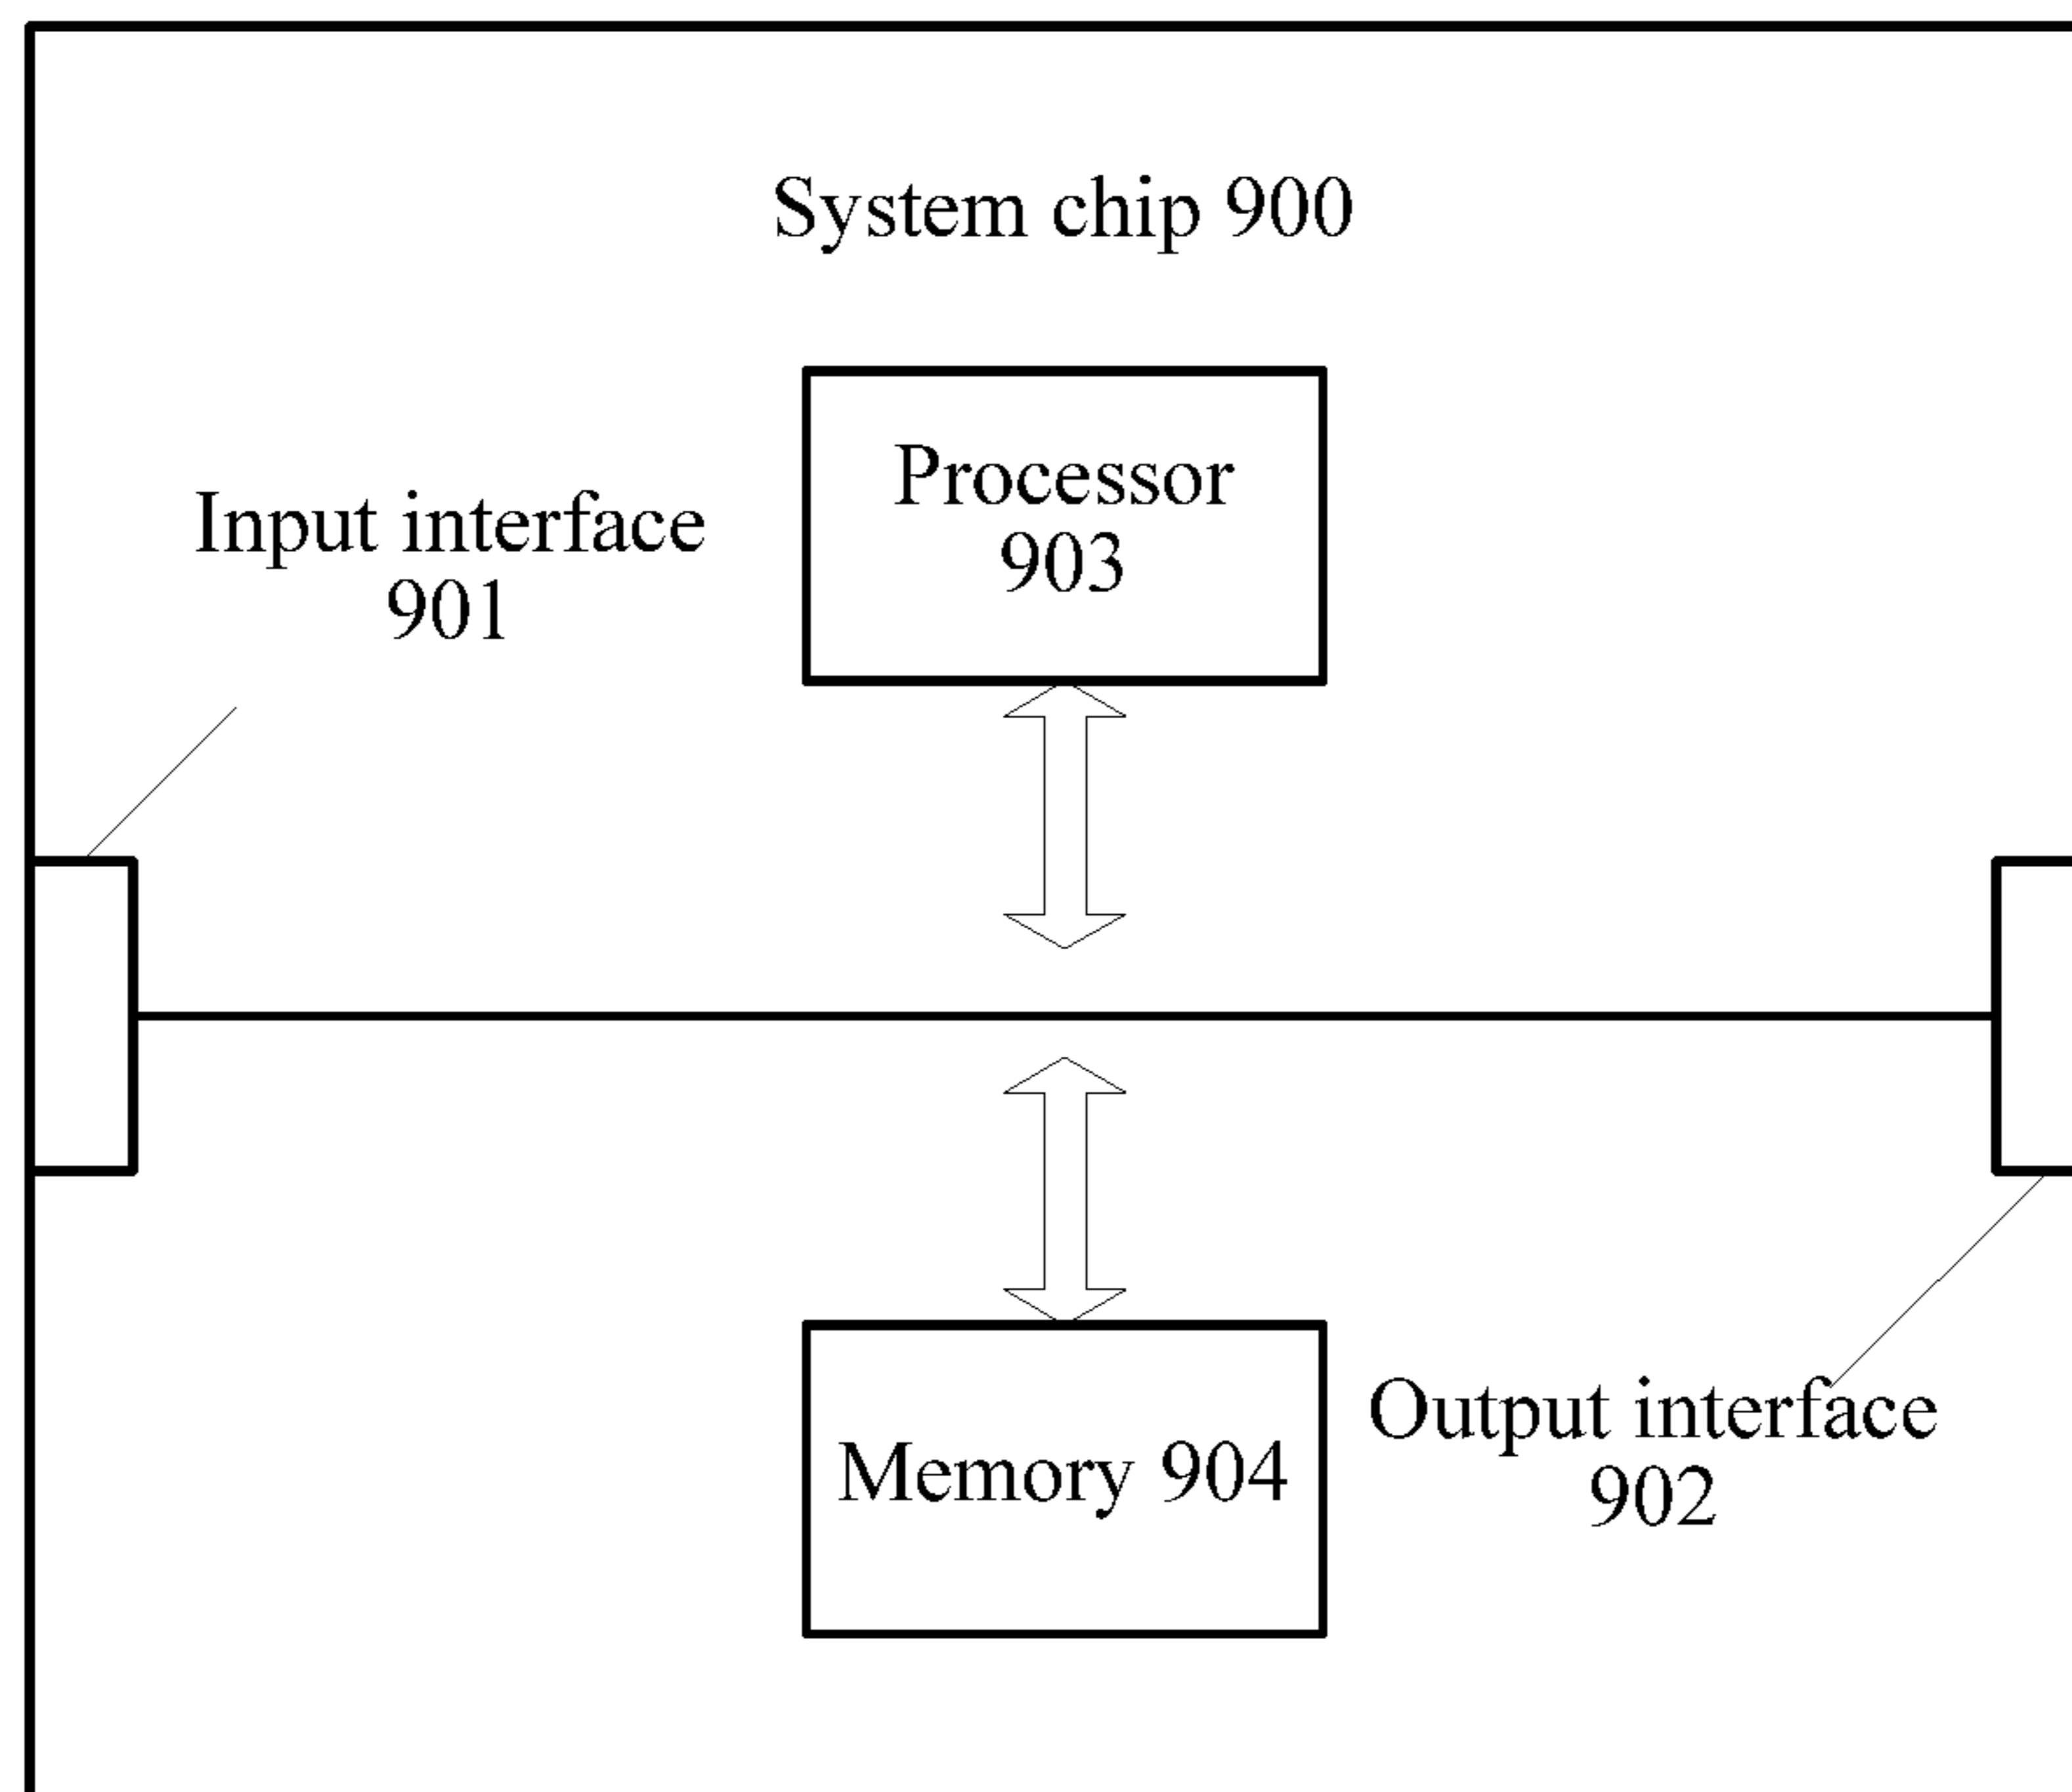 System chip 900
Processor
903
Input interface
901
Memory 904
Output interface
902